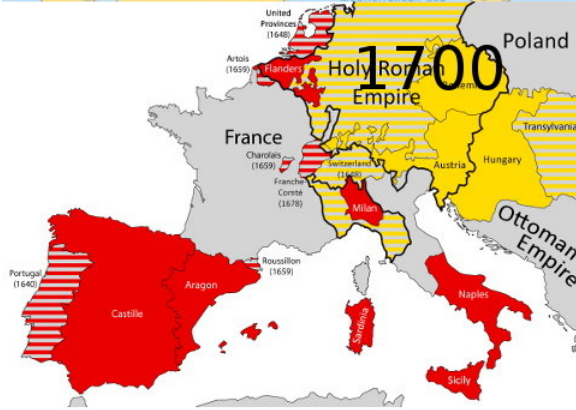 United
Provinces
(1648)
Poland
Artois
(1659)
Flanders
Holy Roman
Empire
1700
Transylvania
France
Charolais
(1659)
Switzerland
(1648)
Austria
Hungary
Franche-
Comté
(1678)
Milan
Ottoman
Empire
Portugal
(1640)
Roussillon
(1659)
Aragon
Castille
Naples
Sardinia
Sicily